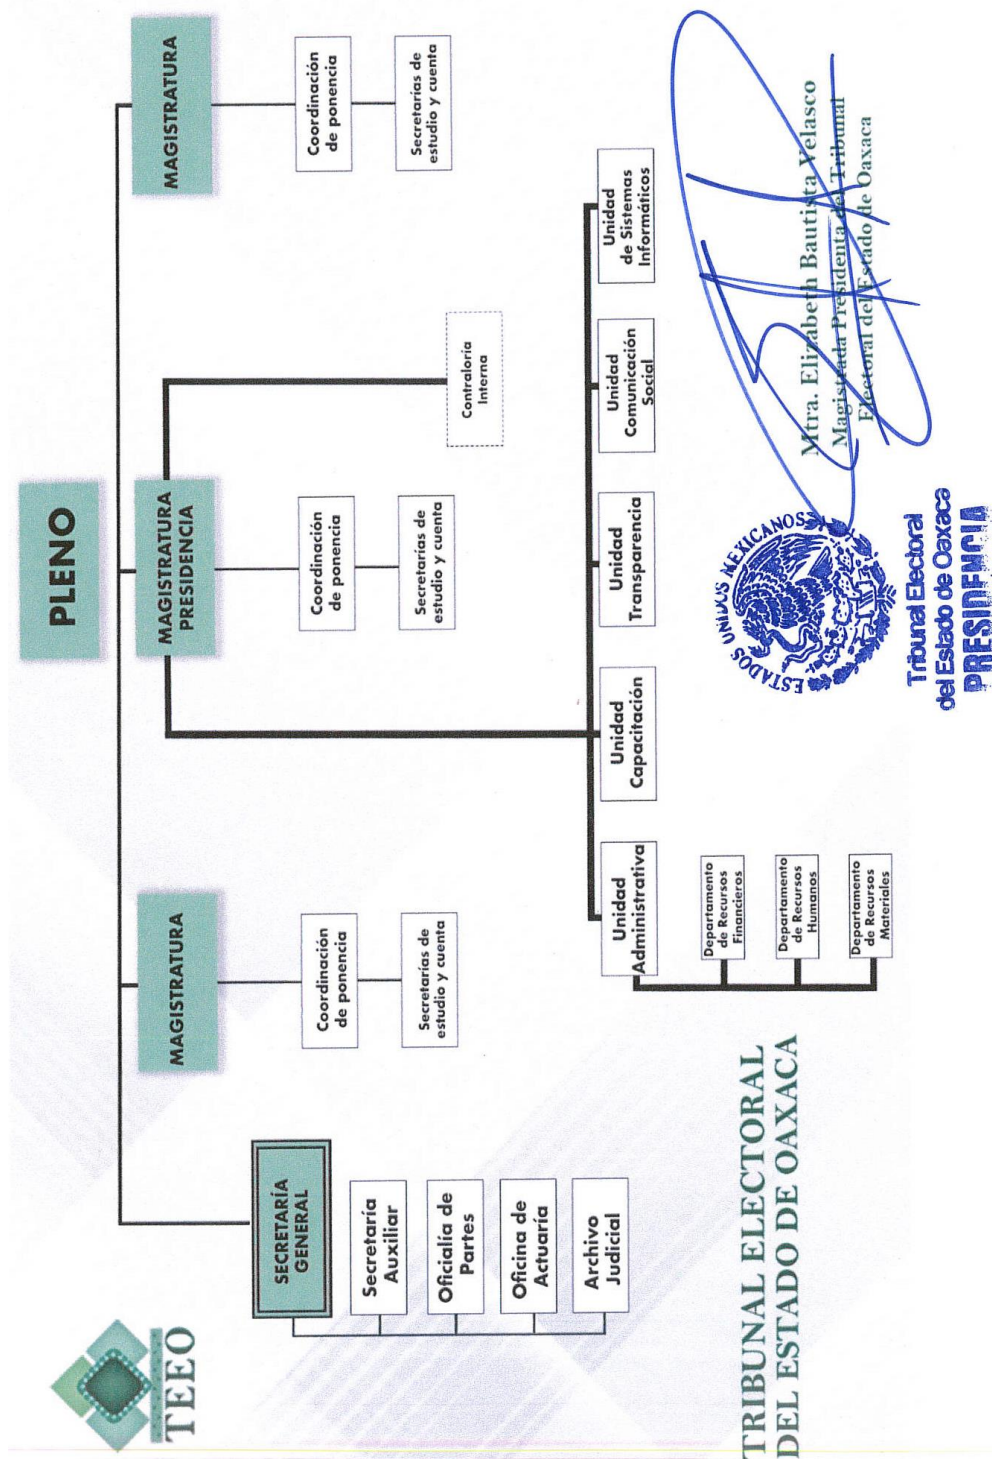 TEEO
PLENO
SECRETARÍA
GENERAL
Secretaría
Auxiliar
Oficialía de
Partes
Oficina de
Actuaría
Archivo
Judicial
MAGISTRATURA
Coordinación
de ponencia
Secretarías de
estudio y cuenta
MAGISTRATURA
PRESIDENCIA
Coordinación
de ponencia
Secretarías de
estudio y cuenta
Contraloría
Interna
MAGISTRATURA
Coordinación
de ponencia
Secretarías de
estudio y cuenta
Unidad
Administrativa
Departamento
de Recursos
Financieros
Departamento
de Recursos
Humanos
Departamento
de Recursos
Materiales
Unidad
Capacitación
Unidad
Transparencia
Unidad
Comunicación
Social
Unidad
de Sistemas
Informáticos
TRIBUNAL ELECTORAL
DEL ESTADO DE OAXACA
ESTADOS UNIDOS MEXICANOS
Tribunal Electoral
del Estado de Oaxaca
PRESIDENCIA
Mtra. Elizabeth Bautista Velasco
Magistrada Presidenta del Tribunal
Electoral del Estado de Oaxaca